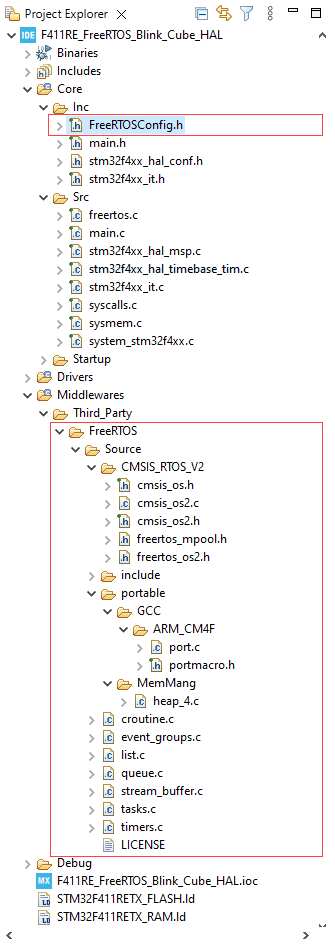 Project Explorer
IDE F411RE_FreeRTOS_Blink_Cube_HAL
Binaries
Includes
Core
Inc
.h FreeRTOSConfig.h
.h main.h
.h stm32f4xx_hal_conf.h
.h stm32f4xx_it.h
Src
.c freertos.c
.c main.c
.c stm32f4xx_hal_msp.c
.c stm32f4xx_hal_timebase_tim.c
.c stm32f4xx_it.c
.c syscalls.c
.c sysmem.c
.c system_stm32f4xx.c
Startup
Drivers
Middlewares
Third_Party
FreeRTOS
Source
CMSIS_RTOS_V2
.h cmsis_os.h
.c cmsis_os2.c
.h cmsis_os2.h
.h freertos_mpool.h
.h freertos_os2.h
include
portable
GCC
ARM_CM4F
.c port.c
.h portmacro.h
MemMang
.c heap_4.c
.c croutine.c
.c event_groups.c
.c list.c
.c queue.c
.c stream_buffer.c
.c tasks.c
.c timers.c
LICENSE
Debug
MX F411RE_FreeRTOS_Blink_Cube_HAL.ioc
LD STM32F411RETX_FLASH.ld
LD STM32F411RETX_RAM.ld